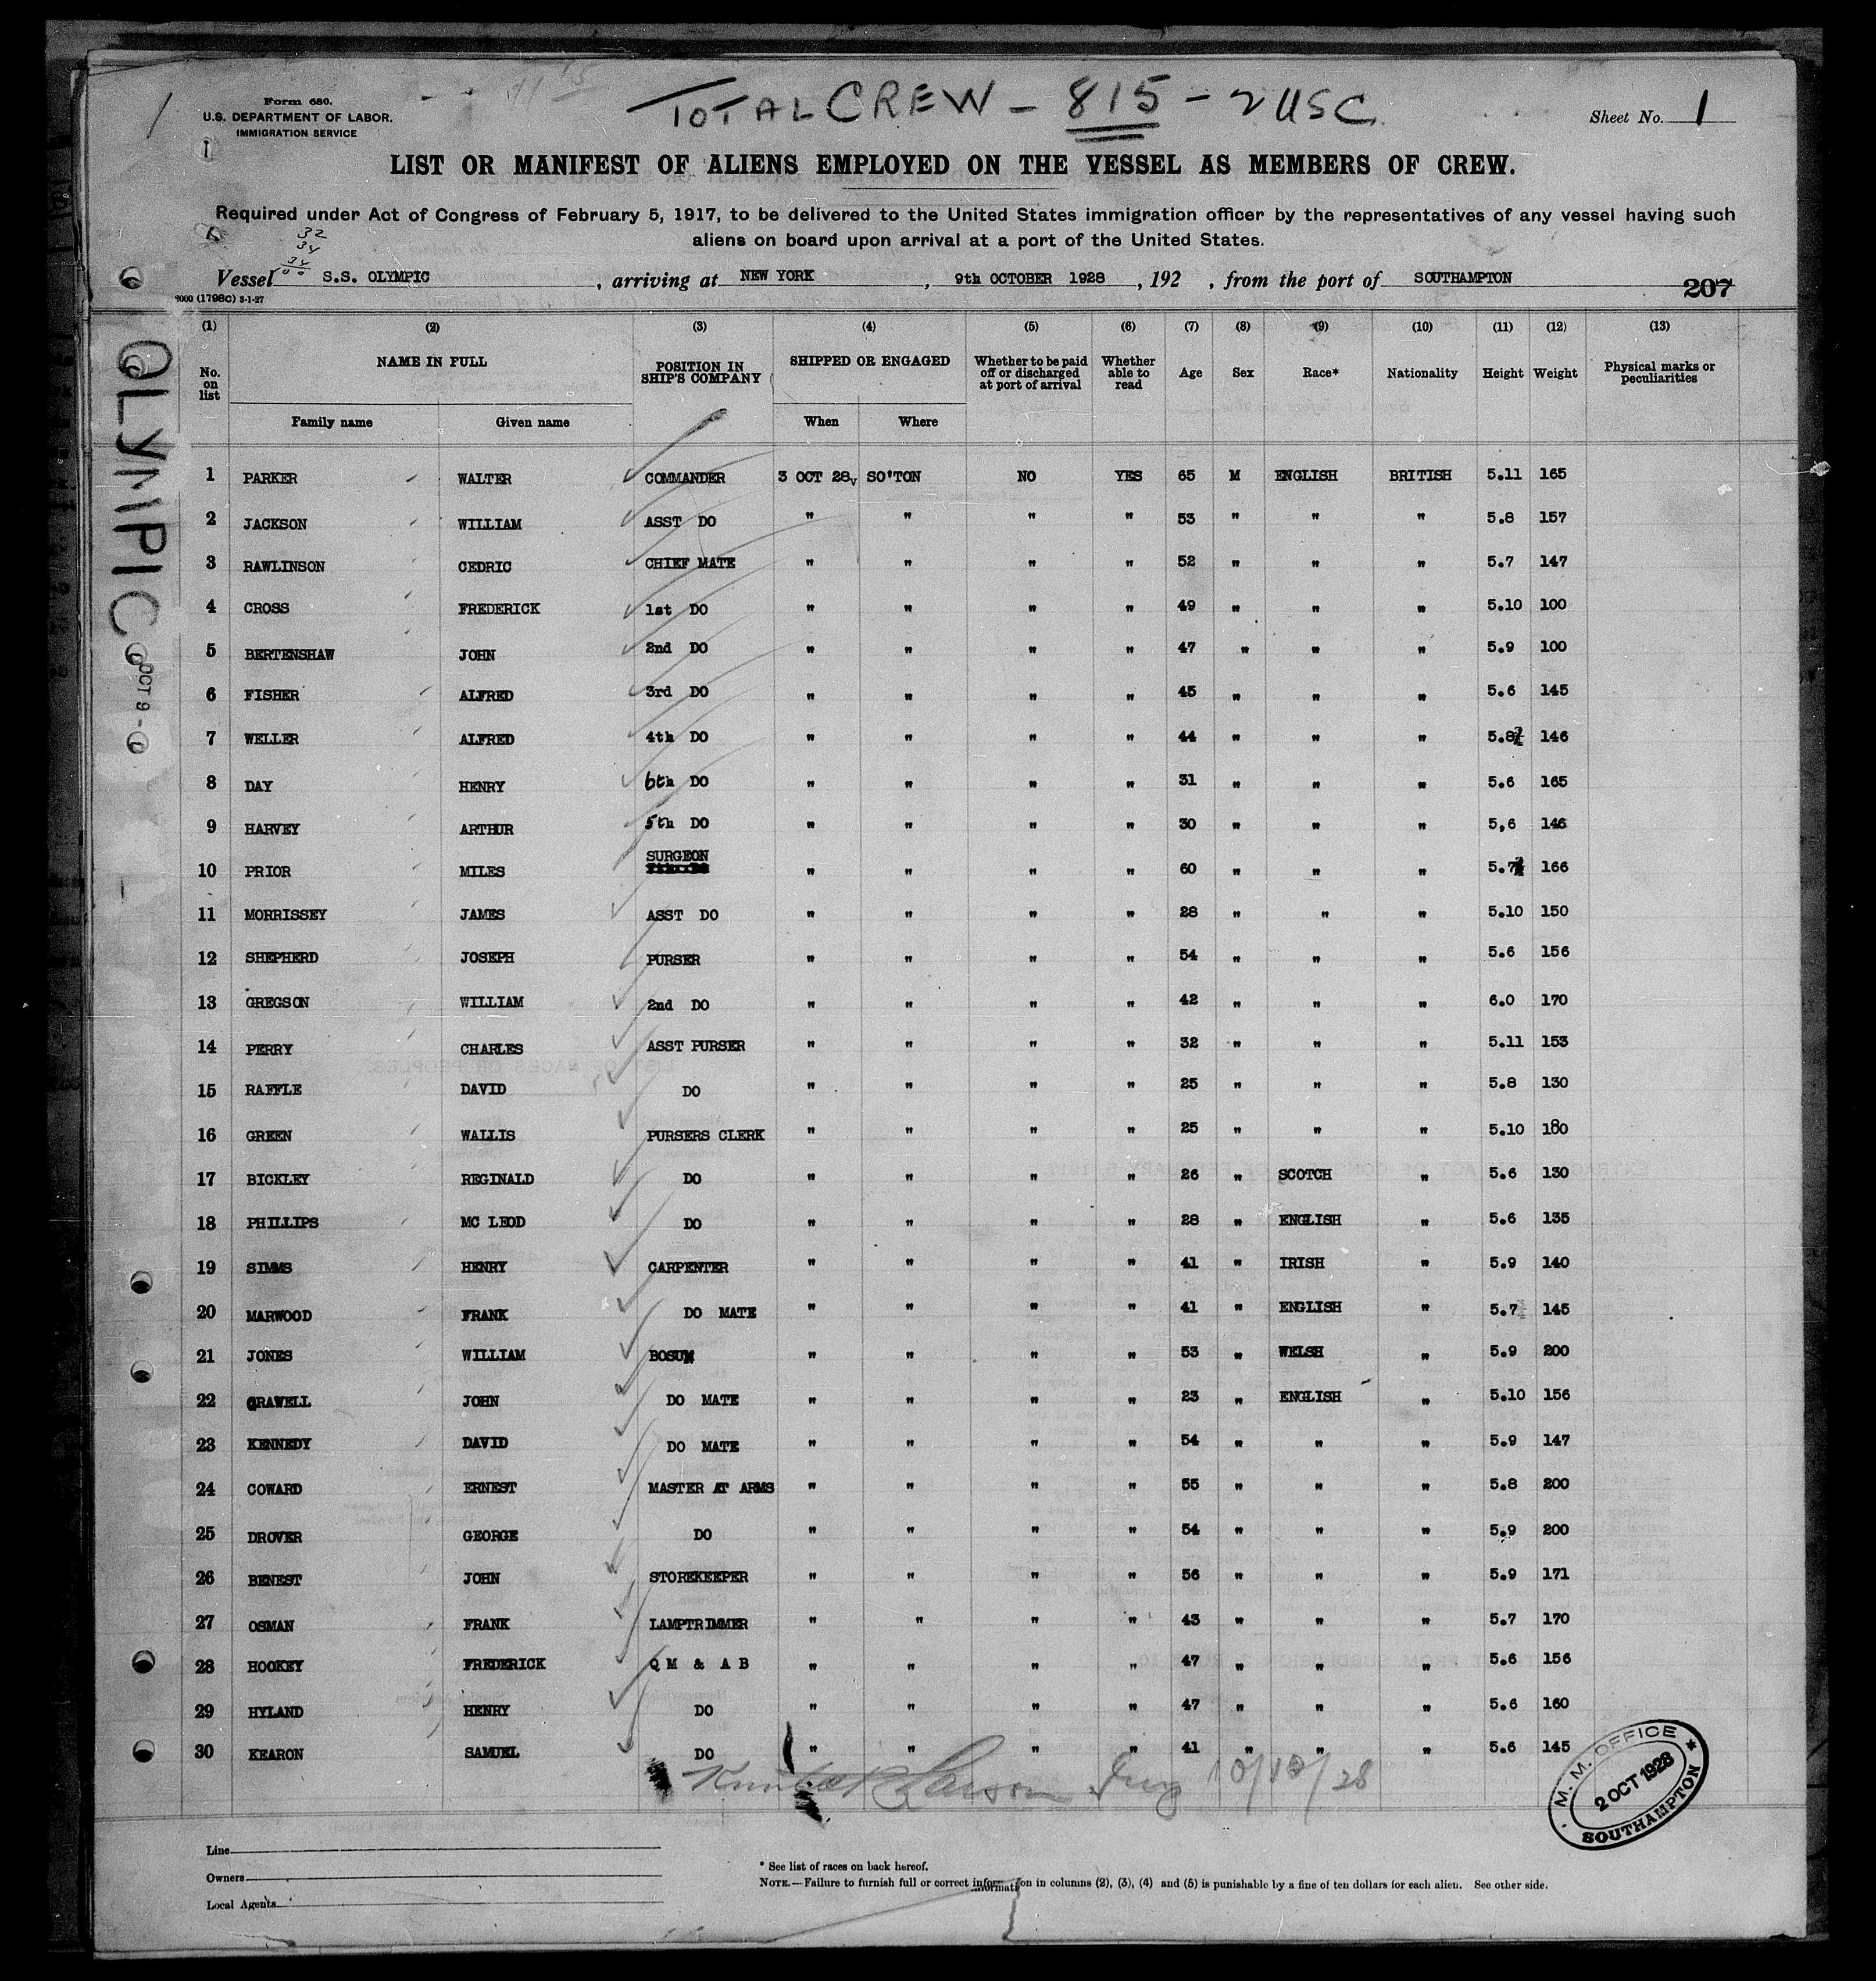 TOTAL CREW - 815 - 2 USC
Form 680.
U.S. DEPARTMENT OF LABOR.
IMMIGRATION SERVICE
Sheet No. 1
LIST OR MANIFEST OF ALIENS EMPLOYED ON THE VESSEL AS MEMBERS OF CREW.
Required under Act of Congress of February 5, 1917, to be delivered to the United States immigration officer by the representatives of any vessel having such
aliens on board upon arrival at a port of the United States.
32
34
34
Vessel S.S. OLYMPIC, arriving at NEW YORK, 9th OCTOBER 1928, 192 , from the port of SOUTHAMPTON
207
2000 (1798C) 3-1-27
OLYMPIC
OCT 9 -
(1) (2) (3) (4) (5) (6) (7) (8) (9) (10) (11) (12) (13)
No. on list NAME IN FULL POSITION IN SHIP'S COMPANY SHIPPED OR ENGAGED Whether to be paid off or discharged at port of arrival Whether able to read Age Sex Race* Nationality Height Weight Physical marks or peculiarities
Family name Given name When Where
1 PARKER WALTER COMMANDER 3 OCT 28 SO'TON NO YES 65 M ENGLISH BRITISH 5.11 165
2 JACKSON WILLIAM ASST DO " " " " 53 " " " 5.8 157
3 RAWLINSON CEDRIC CHIEF MATE " " " " 52 " " " 5.7 147
4 CROSS FREDERICK 1st DO " " " " 49 " " " 5.10 100
5 BERTENSHAW JOHN 2nd DO " " " " 47 " " " 5.9 100
6 FISHER ALFRED 3rd DO " " " " 45 " " " 5.6 145
7 WELLER ALFRED 4th DO " " " " 44 " " " 5.8½ 146
8 DAY HENRY 6th DO " " " " 31 " " " 5.6 165
9 HARVEY ARTHUR 5th DO " " " " 30 " " " 5,6 146
10 PRIOR MILES SURGEON " " " " 60 " " " 5.7½ 166
11 MORRISSEY JAMES ASST DO " " " " 28 " " " 5.10 150
12 SHEPHERD JOSEPH PURSER " " " " 54 " " " 5.6 156
13 GREGSON WILLIAM 2nd DO " " " " 42 " " " 6.0 170
14 PERRY CHARLES ASST PURSER " " " " 32 " " " 5.11 153
15 RAFFLE DAVID DO " " " " 25 " " " 5.8 130
16 GREEN WALLIS PURSERS CLERK " " " " 25 " " " 5.10 180
17 BICKLEY REGINALD DO " " " " 26 " SCOTCH " 5.6 130
18 PHILLIPS MC LEOD DO " " " " 28 " ENGLISH " 5.6 135
19 SIMMS HENRY CARPENTER " " " " 41 " IRISH " 5.9 140
20 MARWOOD FRANK DO MATE " " " " 41 " ENGLISH " 5.7 145
21 JONES WILLIAM BOSUN " " " " 53 " WELSH " 5.9 200
22 GRAWELL JOHN DO MATE " " " " 23 " ENGLISH " 5.10 156
23 KENNEDY DAVID DO MATE " " " " 54 " " " 5.9 147
24 COWARD ERNEST MASTER AT ARMS " " " " 55 " " " 5.8 200
25 DROVER GEORGE DO " " " " 54 " " " 5.9 200
26 BENEST JOHN STOREKEEPER " " " " 56 " " " 5.9 171
27 OSMAN FRANK LAMPTRIMMER " " " " 43 " " " 5.7 170
28 HOOKEY FREDERICK Q M & A B " " " " 47 " " " 5.6 156
29 HYLAND HENRY DO " " " " 47 " " " 5.6 160
30 KEARON SAMUEL DO " " " " 41 " " " 5.6 145
Larson 10/10/28
M. M. OFFICE
2 OCT 1928
SOUTHAMPTON
Line
Owners
Local Agents
* See list of races on back hereof.
NOTE.—Failure to furnish full or correct information in columns (2), (3), (4) and (5) is punishable by a fine of ten dollars for each alien. See other side.